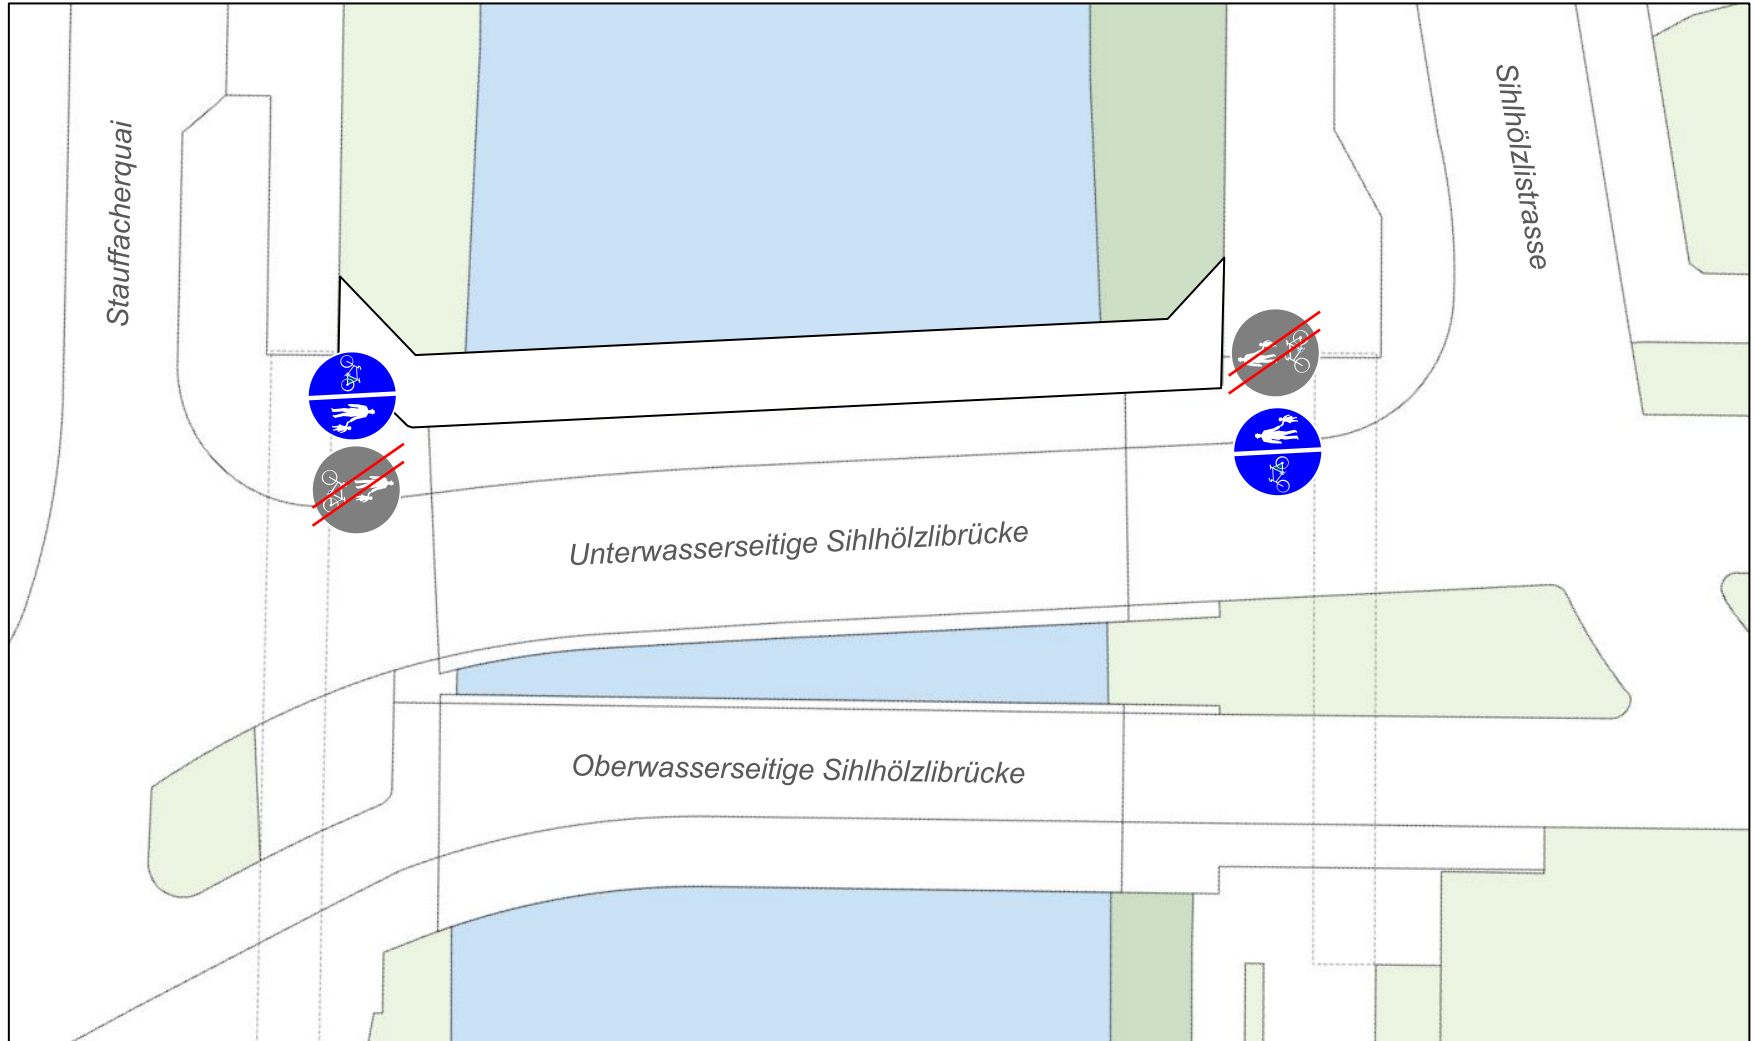 Stauffacherquai
Sihlhölzlistrasse
Unterwasserseitige Sihlhölzlibrücke
Oberwasserseitige Sihlhölzlibrücke